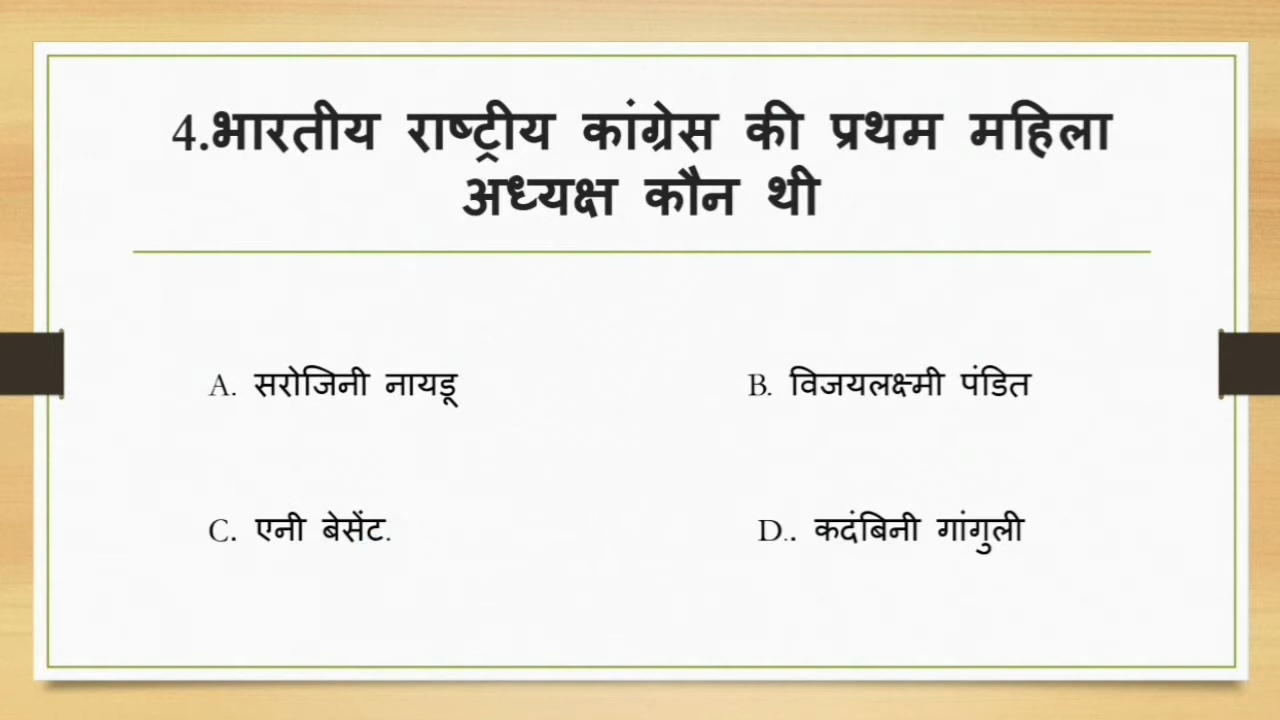 4.भारतीय राष्ट्रीय कांग्रेस की प्रथम महिला
अध्यक्ष कौन थी
A. सरोजिनी नायडू
B. विजयलक्ष्मी पंडित
C. एनी बेसेंट.
D.. कदंबिनी गांगुली